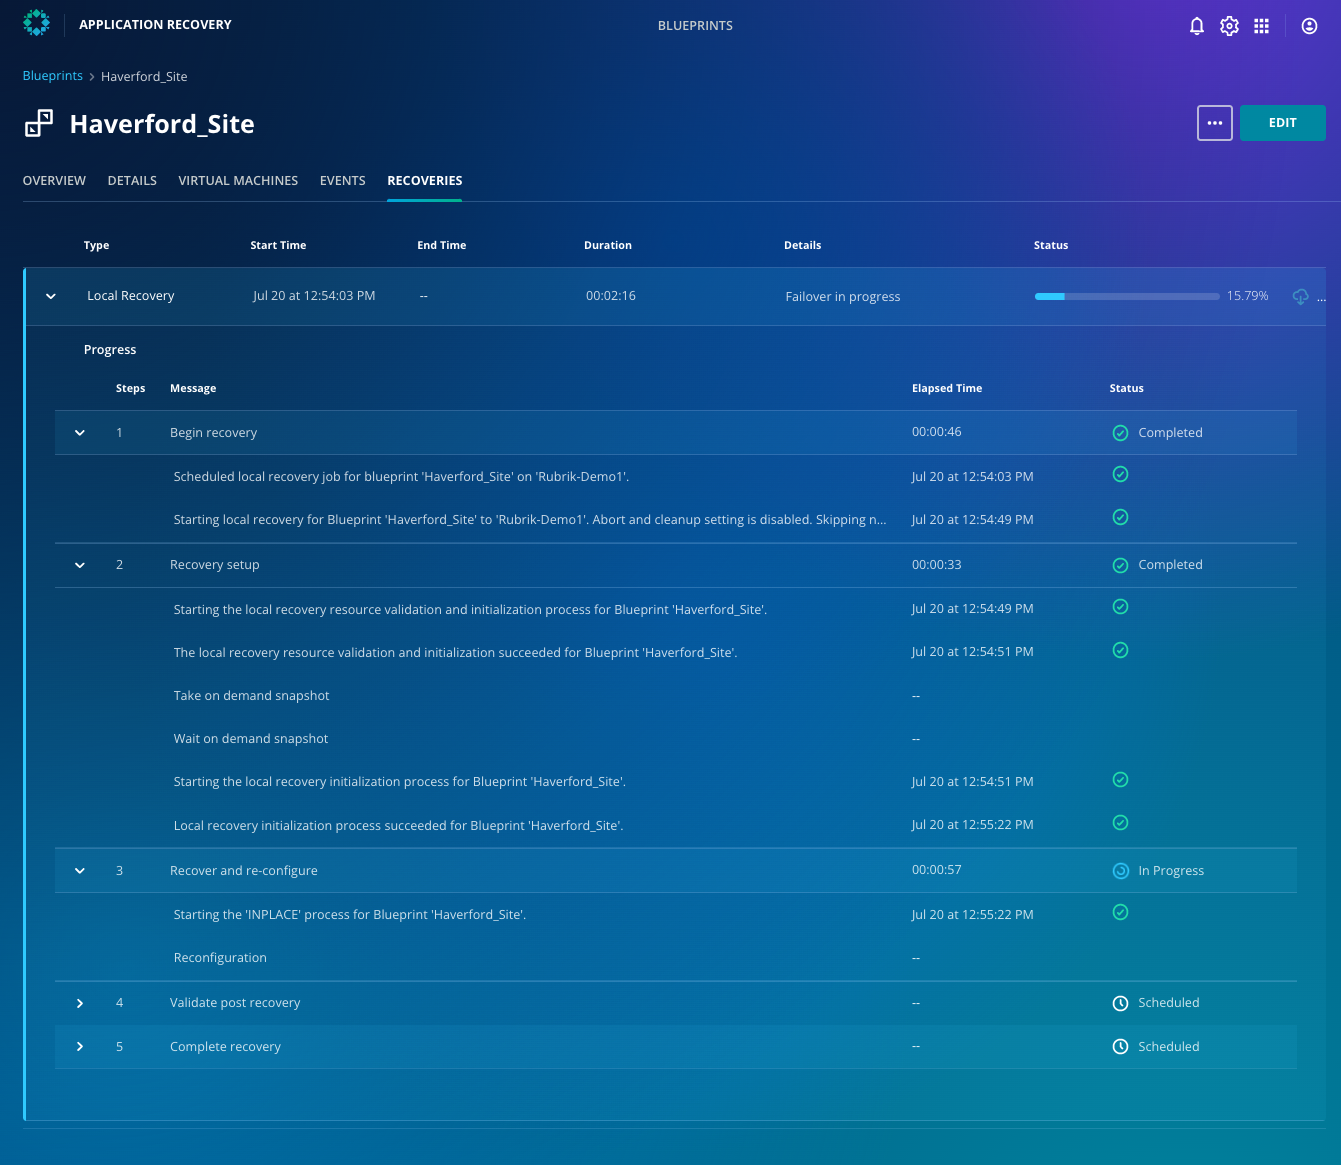 APPLICATION RECOVERY
BLUEPRINTS
Blueprints > Haverford_Site
Haverford_Site
...
EDIT
OVERVIEW DETAILS VIRTUAL MACHINES EVENTS RECOVERIES
Type Start Time End Time Duration Details Status
Local Recovery Jul 20 at 12:54:03 PM -- 00:02:16 Failover in progress 15.79% ...
Progress
Steps Message Elapsed Time Status
1 Begin recovery 00:00:46 Completed
Scheduled local recovery job for blueprint 'Haverford_Site' on 'Rubrik-Demo1'. Jul 20 at 12:54:03 PM
Starting local recovery for Blueprint 'Haverford_Site' to 'Rubrik-Demo1'. Abort and cleanup setting is disabled. Skipping n... Jul 20 at 12:54:49 PM
2 Recovery setup 00:00:33 Completed
Starting the local recovery resource validation and initialization process for Blueprint 'Haverford_Site'. Jul 20 at 12:54:49 PM
The local recovery resource validation and initialization succeeded for Blueprint 'Haverford_Site'. Jul 20 at 12:54:51 PM
Take on demand snapshot --
Wait on demand snapshot --
Starting the local recovery initialization process for Blueprint 'Haverford_Site'. Jul 20 at 12:54:51 PM
Local recovery initialization process succeeded for Blueprint 'Haverford_Site'. Jul 20 at 12:55:22 PM
3 Recover and re-configure 00:00:57 In Progress
Starting the 'INPLACE' process for Blueprint 'Haverford_Site'. Jul 20 at 12:55:22 PM
Reconfiguration --
4 Validate post recovery -- Scheduled
5 Complete recovery -- Scheduled